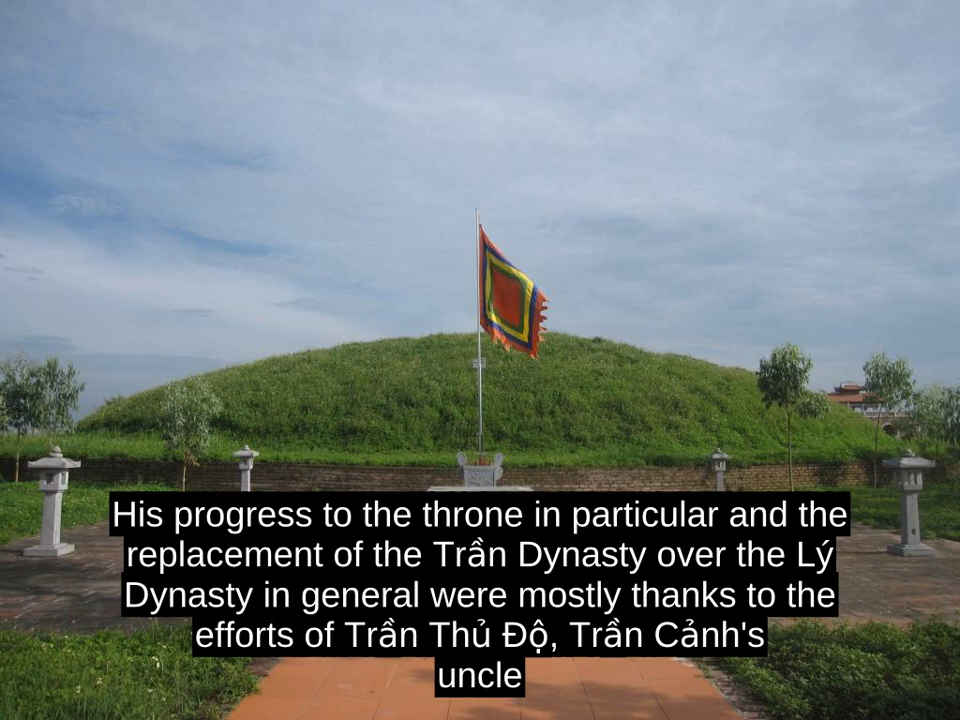 His progress to the throne in particular and the
replacement of the Trần Dynasty over the Lý
Dynasty in general were mostly thanks to the
efforts of Trần Thủ Độ, Trần Cảnh's
uncle